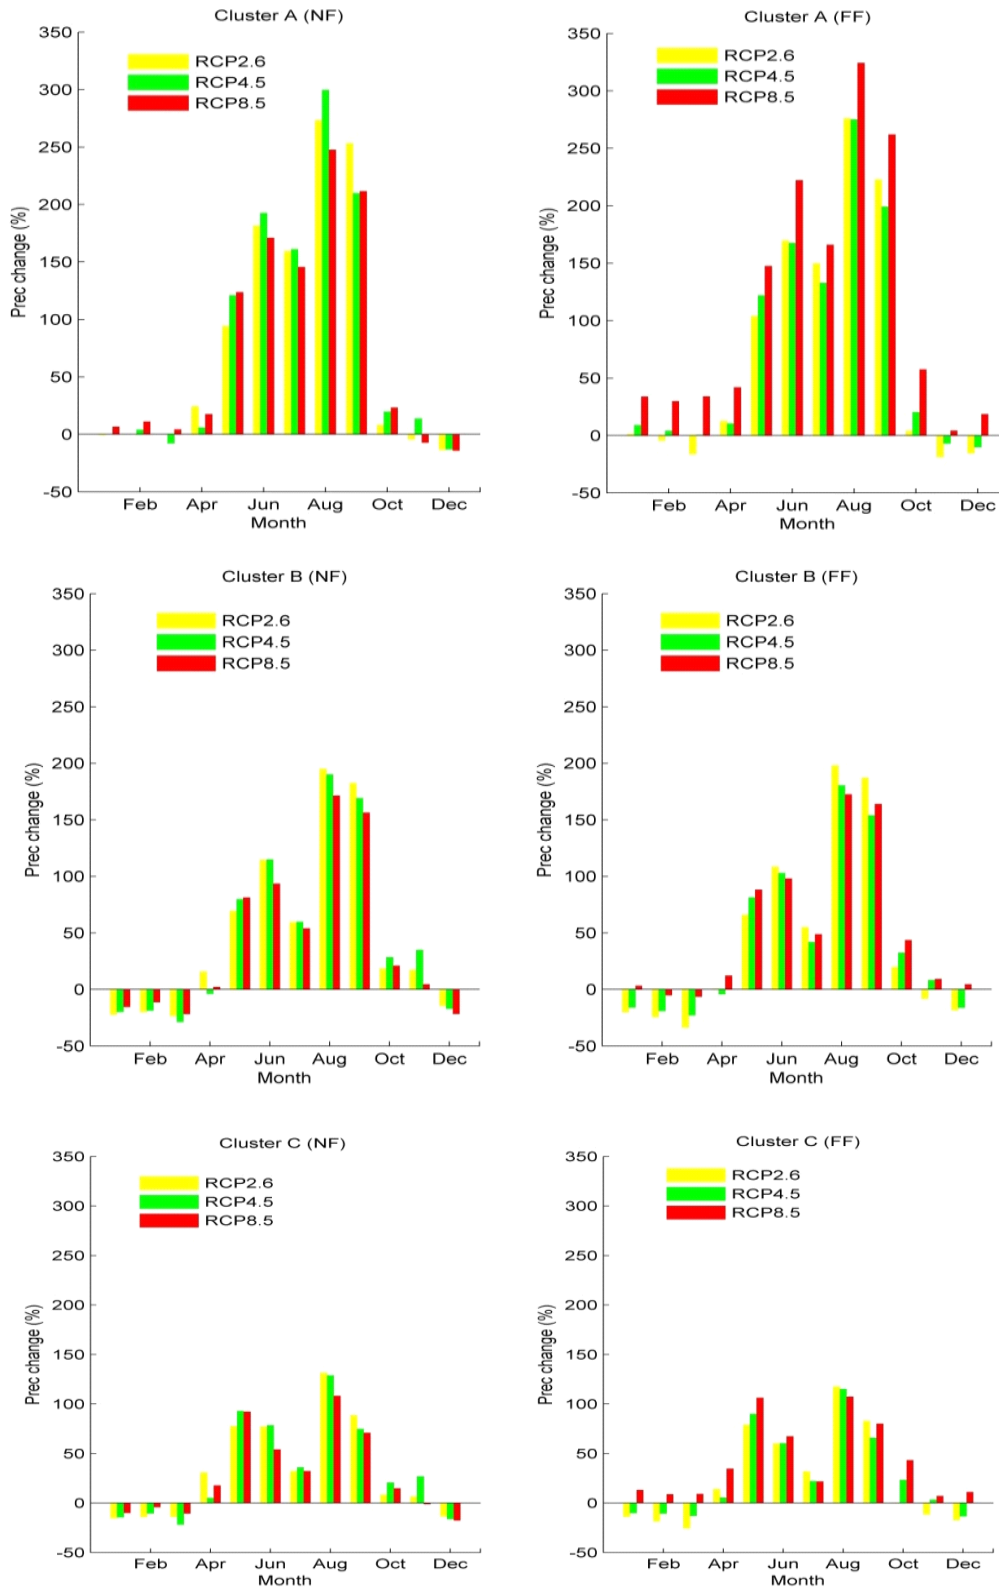 Cluster A (NF)
350
300
250
200
150
100
50
0
-50
Prec change (%)
RCP2.6
RCP4.5
RCP8.5
Feb Apr Jun Aug Oct Dec
Month
Cluster A (FF)
350
300
250
200
150
100
50
0
-50
Prec change (%)
RCP2.6
RCP4.5
RCP8.5
Feb Apr Jun Aug Oct Dec
Month
Cluster B (NF)
350
300
250
200
150
100
50
0
-50
Prec change (%)
RCP2.6
RCP4.5
RCP8.5
Feb Apr Jun Aug Oct Dec
Month
Cluster B (FF)
350
300
250
200
150
100
50
0
-50
Prec change (%)
RCP2.6
RCP4.5
RCP8.5
Feb Apr Jun Aug Oct Dec
Month
Cluster C (NF)
350
300
250
200
150
100
50
0
-50
Prec change (%)
RCP2.6
RCP4.5
RCP8.5
Feb Apr Jun Aug Oct Dec
Month
Cluster C (FF)
350
300
250
200
150
100
50
0
-50
Prec change (%)
RCP2.6
RCP4.5
RCP8.5
Feb Apr Jun Aug Oct Dec
Month